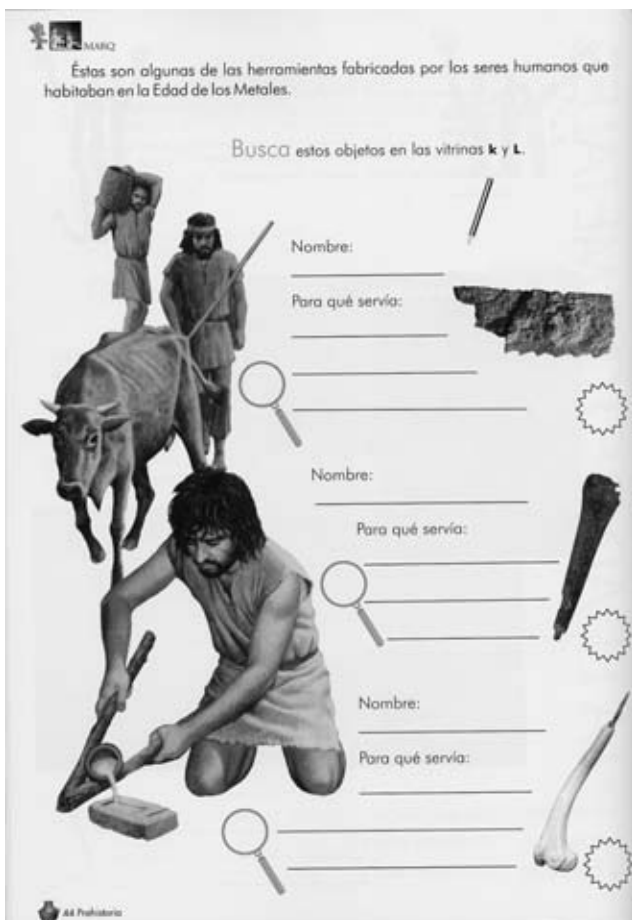 MARQ
Éstas son algunas de las herramientas fabricadas por los seres humanos que
habitaban en la Edad de los Metales.
Busca estos objetos en las vitrinas k y L.
Nombre:
Para qué servía:
Nombre:
Para qué servía:
Nombre:
Para qué servía:
44 Prehistoria